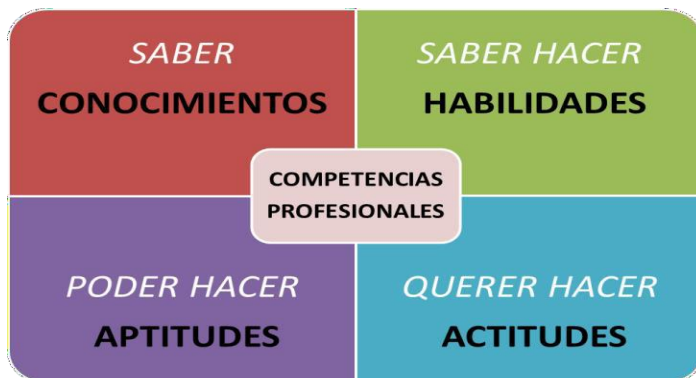 SABER
CONOCIMIENTOS
SABER HACER
HABILIDADES
COMPETENCIAS
PROFESIONALES
PODER HACER
APTITUDES
QUERER HACER
ACTITUDES